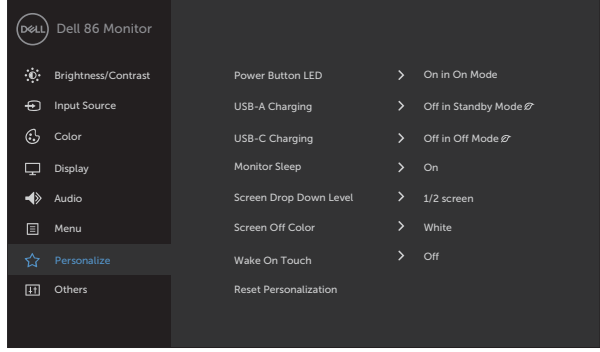 DELL Dell 86 Monitor
Brightness/Contrast
Input Source
Color
Display
Audio
Menu
Personalize
Others
Power Button LED > On in On Mode
USB-A Charging > Off in Standby Mode
USB-C Charging > Off in Off Mode
Monitor Sleep > On
Screen Drop Down Level > 1/2 screen
Screen Off Color > White
Wake On Touch > Off
Reset Personalization